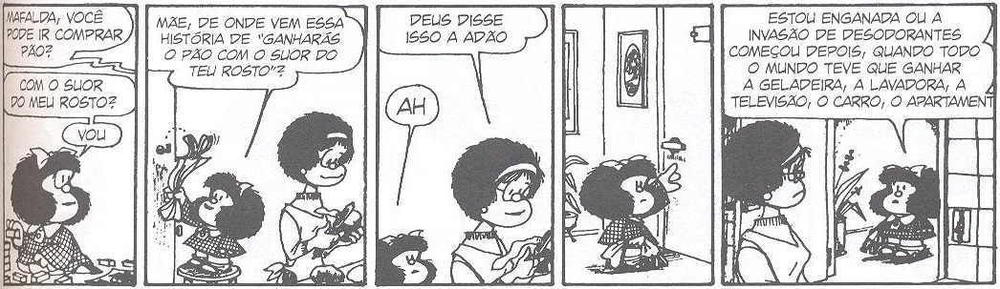 MAFALDA, VOCÊ
PODE IR COMPRAR
PÃO?
COM O SUOR
DO MEU ROSTO?
VOU
MÃE, DE ONDE VEM ESSA
HISTÓRIA DE "GANHARÁS
O PÃO COM O SUOR DO
TEU ROSTO"?
DEUS DISSE
ISSO A ADÃO
AH
ESTOU ENGANADA OU A
INVASÃO DE DESODORANTES
COMEÇOU DEPOIS, QUANDO TODO
O MUNDO TEVE QUE GANHAR
A GELADEIRA, A LAVADORA, A
TELEVISÃO, O CARRO, O APARTAMENT